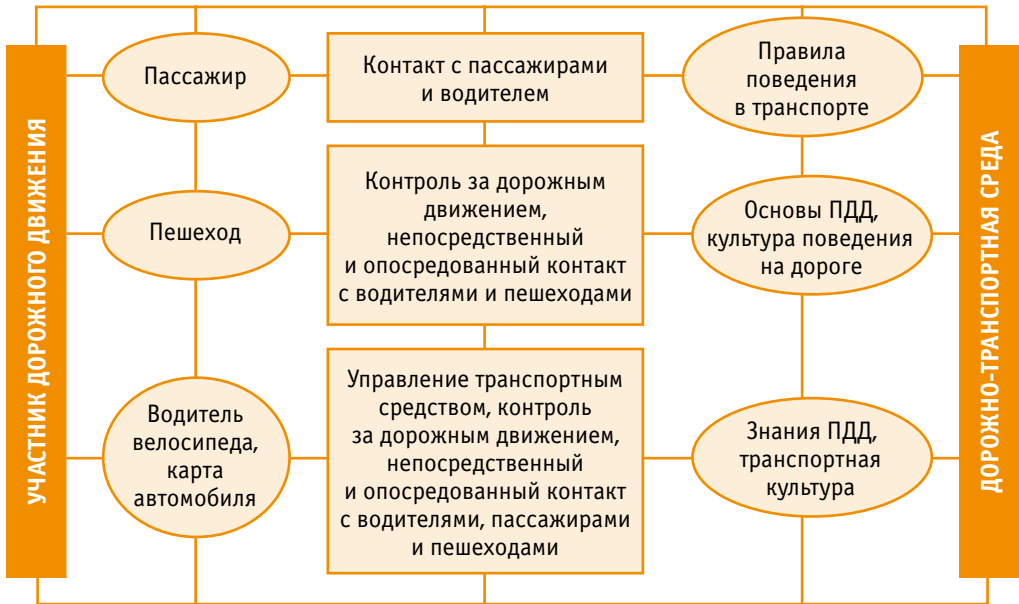 УЧАСТНИК ДОРОЖНОГО ДВИЖЕНИЯ
Пассажир
Контакт с пассажирами
и водителем
Правила
поведения
в транспорте
Пешеход
Контроль за дорожным
движением,
непосредственный
и опосредованный контакт
с водителями и пешеходами
Основы ПДД,
культура поведения
на дороге
Водитель
велосипеда,
карта
автомобиля
Управление транспортным
средством, контроль
за дорожным движением,
непосредственный
и опосредованный контакт
с водителями, пассажирами
и пешеходами
Знания ПДД,
транспортная
культура
ДОРОЖНО-ТРАНСПОРТНАЯ СРЕДА